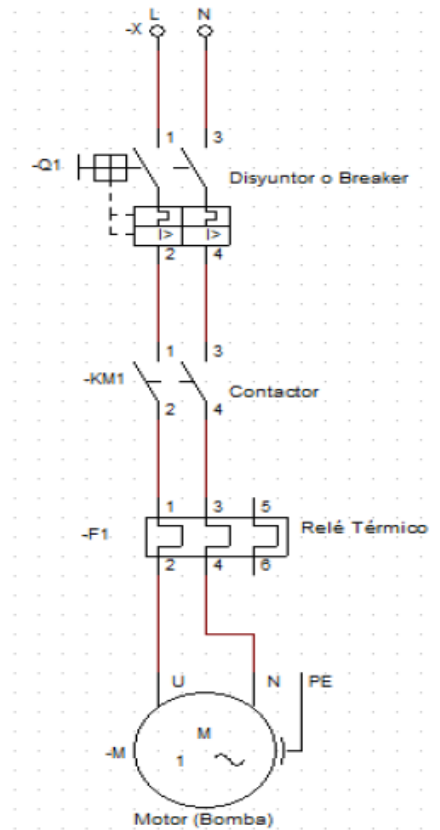 L N
-X
1 3
-Q1
Disyuntor o Breaker
I> I>
2 4
1 3
-KM1
Contactor
2 4
1 3 5
-F1
Relé Térmico
2 4 6
U N PE
M
-M
1
Motor (Bomba)